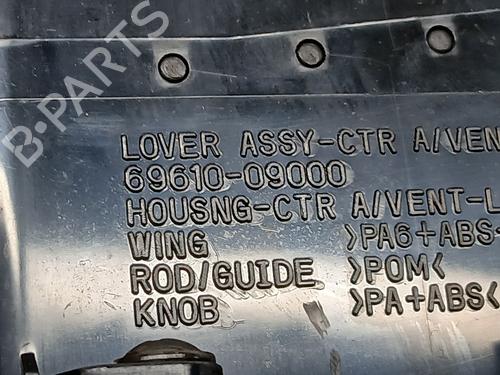 B-PARTS
LOVER ASSY-CTR A/VEN
69610-09000
HOUSNG-CTR A/VENT-L
WING >PA6+ABS<
ROD/GUIDE >POM<
KNOB >PA+ABS<